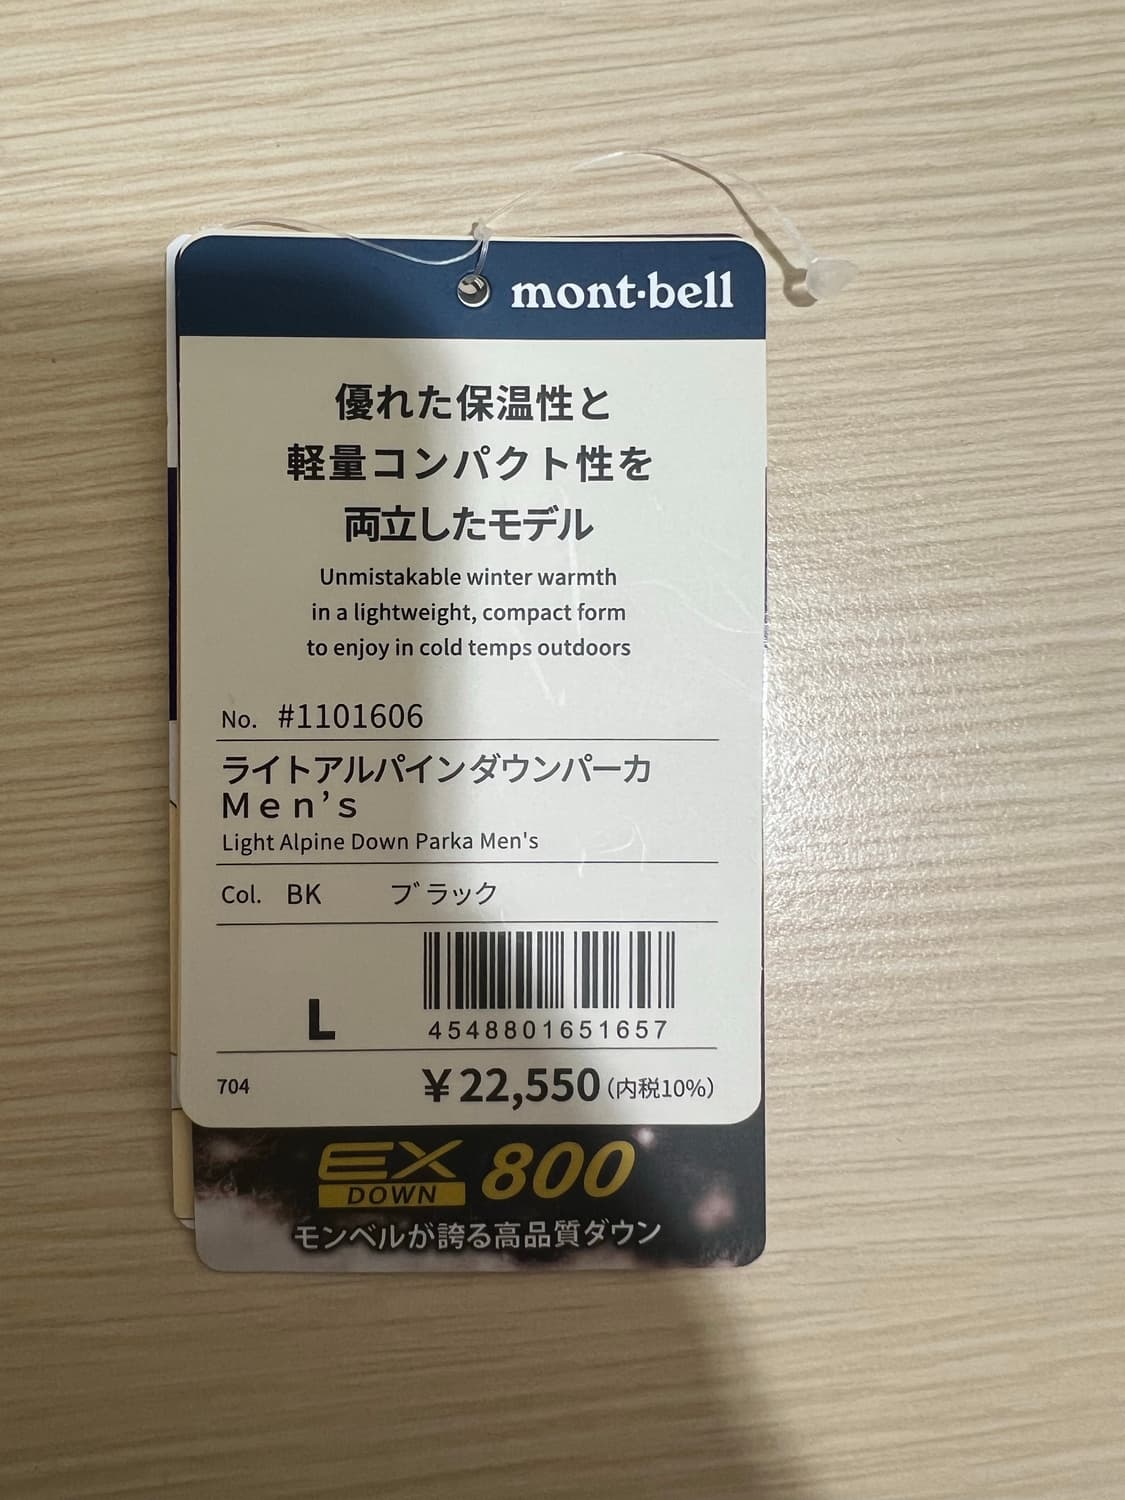 mont·bell
優れた保温性と
軽量コンパクト性を
両立したモデル
Unmistakable winter warmth
in a lightweight, compact form
to enjoy in cold temps outdoors
No. #1101606
ライトアルパインダウンパーカ
Ｍｅｎ’ｓ
Light Alpine Down Parka Men's
Col. BK ブラック
L
4548801651657
704 ¥22,550(内税10%)
EX DOWN 800
モンベルが誇る高品質ダウン